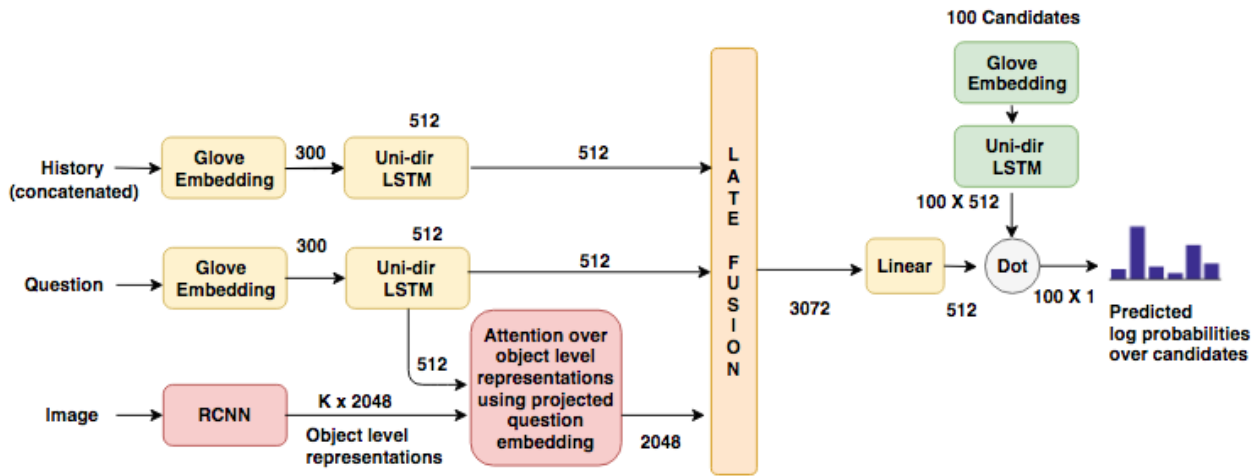 100 Candidates
Glove
Embedding
Uni-dir
LSTM
100 X 512
History
(concatenated)
Glove
Embedding
300
512
Uni-dir
LSTM
512
Question
Glove
Embedding
300
512
Uni-dir
LSTM
512
512
Image
RCNN
K x 2048
Object level
representations
Attention over
object level
representations
using projected
question
embedding
2048
LATE FUSION
3072
Linear
512
Dot
100 X 1
Predicted
log probabilities
over candidates